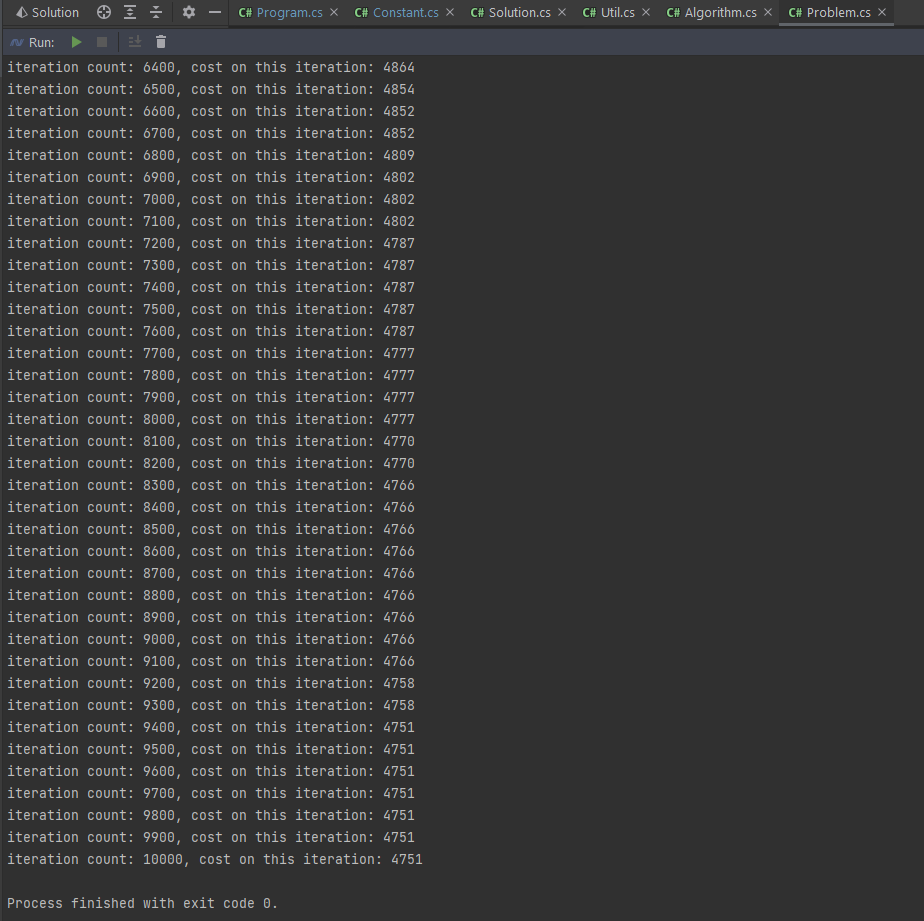 Solution C# Program.cs C# Constant.cs C# Solution.cs C# Util.cs C# Algorithm.cs C# Problem.cs
Run:
iteration count: 6400, cost on this iteration: 4864
iteration count: 6500, cost on this iteration: 4854
iteration count: 6600, cost on this iteration: 4852
iteration count: 6700, cost on this iteration: 4852
iteration count: 6800, cost on this iteration: 4809
iteration count: 6900, cost on this iteration: 4802
iteration count: 7000, cost on this iteration: 4802
iteration count: 7100, cost on this iteration: 4802
iteration count: 7200, cost on this iteration: 4787
iteration count: 7300, cost on this iteration: 4787
iteration count: 7400, cost on this iteration: 4787
iteration count: 7500, cost on this iteration: 4787
iteration count: 7600, cost on this iteration: 4787
iteration count: 7700, cost on this iteration: 4777
iteration count: 7800, cost on this iteration: 4777
iteration count: 7900, cost on this iteration: 4777
iteration count: 8000, cost on this iteration: 4777
iteration count: 8100, cost on this iteration: 4770
iteration count: 8200, cost on this iteration: 4770
iteration count: 8300, cost on this iteration: 4766
iteration count: 8400, cost on this iteration: 4766
iteration count: 8500, cost on this iteration: 4766
iteration count: 8600, cost on this iteration: 4766
iteration count: 8700, cost on this iteration: 4766
iteration count: 8800, cost on this iteration: 4766
iteration count: 8900, cost on this iteration: 4766
iteration count: 9000, cost on this iteration: 4766
iteration count: 9100, cost on this iteration: 4766
iteration count: 9200, cost on this iteration: 4758
iteration count: 9300, cost on this iteration: 4758
iteration count: 9400, cost on this iteration: 4751
iteration count: 9500, cost on this iteration: 4751
iteration count: 9600, cost on this iteration: 4751
iteration count: 9700, cost on this iteration: 4751
iteration count: 9800, cost on this iteration: 4751
iteration count: 9900, cost on this iteration: 4751
iteration count: 10000, cost on this iteration: 4751
Process finished with exit code 0.